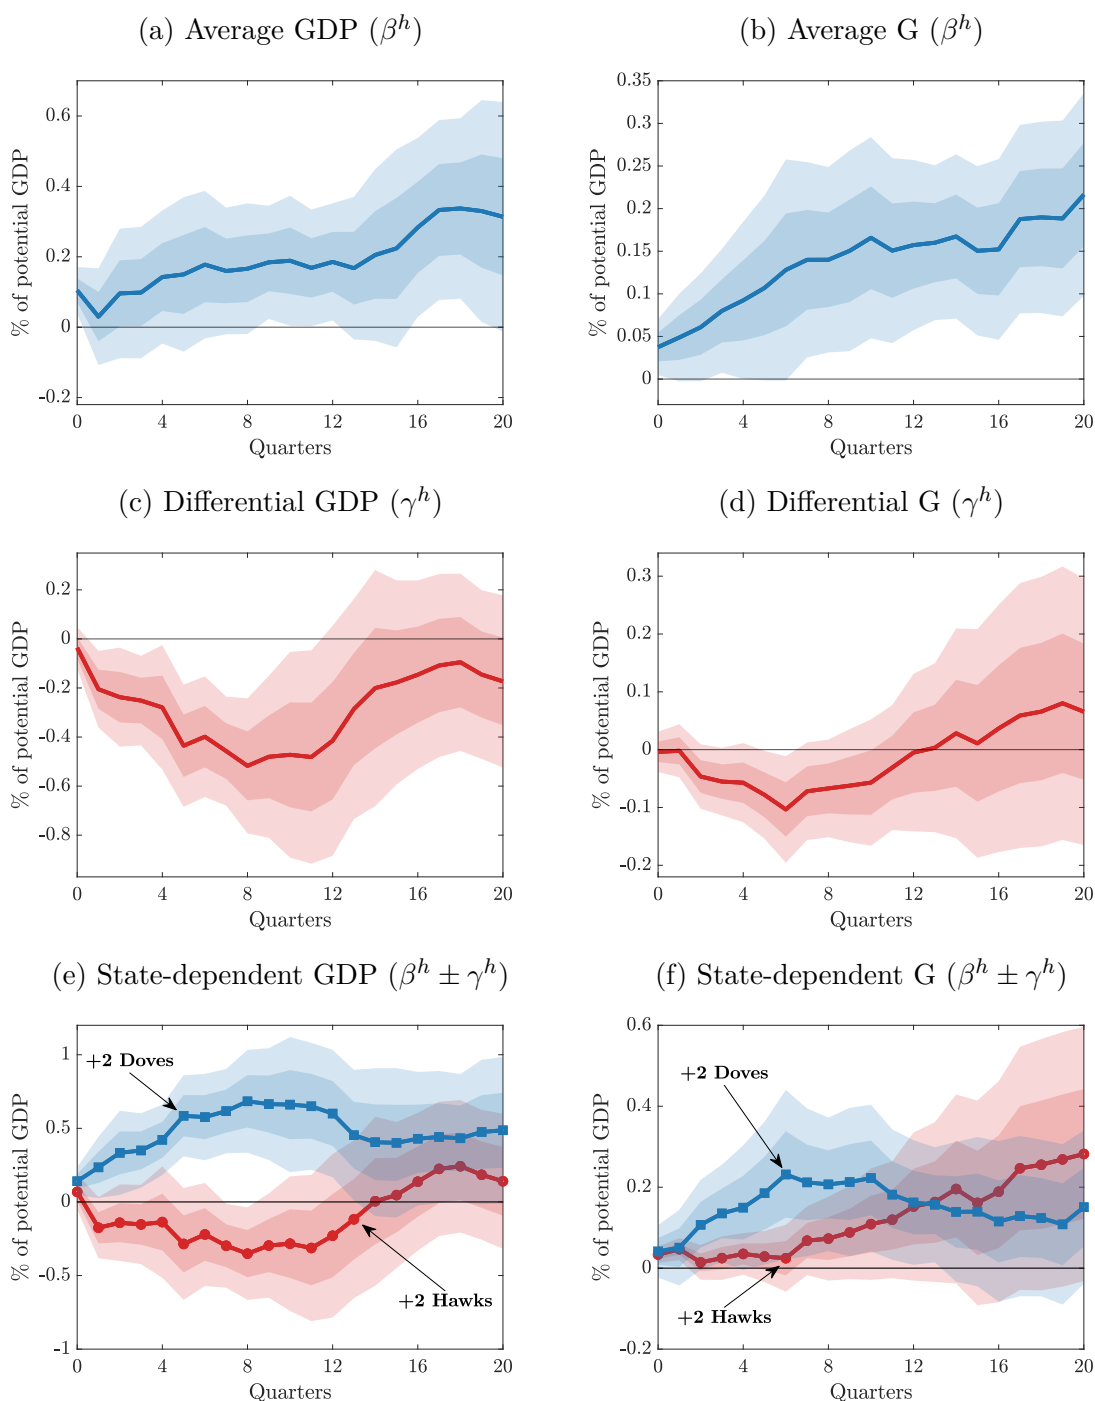 (a) Average GDP (β^h)
% of potential GDP
0.6
0.4
0.2
0
-0.2
0 4 8 12 16 20
Quarters
(b) Average G (β^h)
% of potential GDP
0.35
0.3
0.25
0.2
0.15
0.1
0.05
0
0 4 8 12 16 20
Quarters
(c) Differential GDP (γ^h)
% of potential GDP
0.2
0
-0.2
-0.4
-0.6
-0.8
0 4 8 12 16 20
Quarters
(d) Differential G (γ^h)
% of potential GDP
0.3
0.2
0.1
0
-0.1
-0.2
0 4 8 12 16 20
Quarters
(e) State-dependent GDP (β^h ± γ^h)
% of potential GDP
1
0.5
0
-0.5
-1
+2 Doves
+2 Hawks
0 4 8 12 16 20
Quarters
(f) State-dependent G (β^h ± γ^h)
% of potential GDP
0.6
0.4
0.2
0
-0.2
+2 Doves
+2 Hawks
0 4 8 12 16 20
Quarters